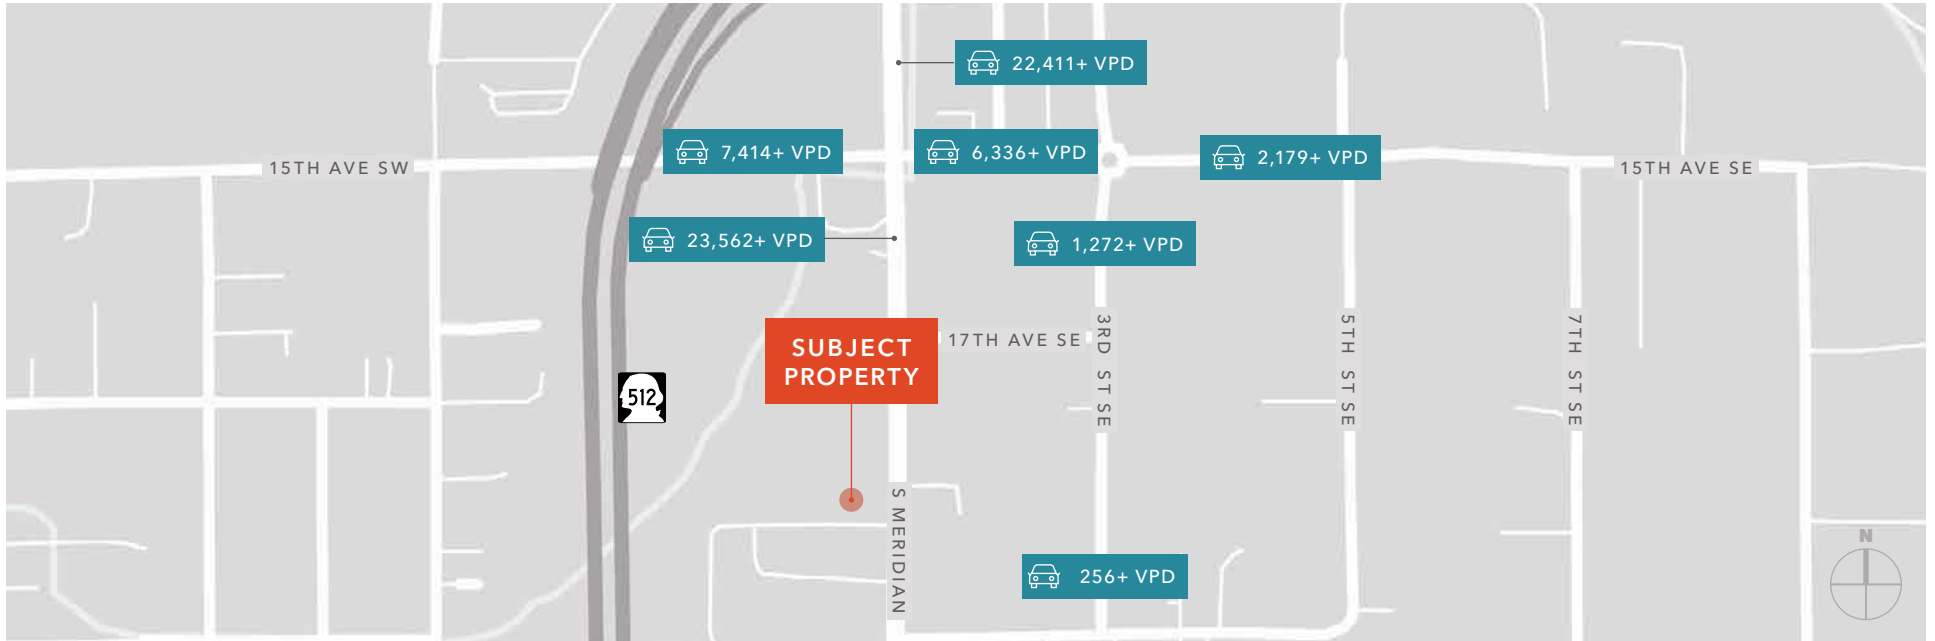 22,411+ VPD
7,414+ VPD
6,336+ VPD
2,179+ VPD
15TH AVE SW
15TH AVE SE
23,562+ VPD
1,272+ VPD
SUBJECT
PROPERTY
17TH AVE SE
3RD ST SE
5TH ST SE
7TH ST SE
512
S MERIDIAN
N
256+ VPD